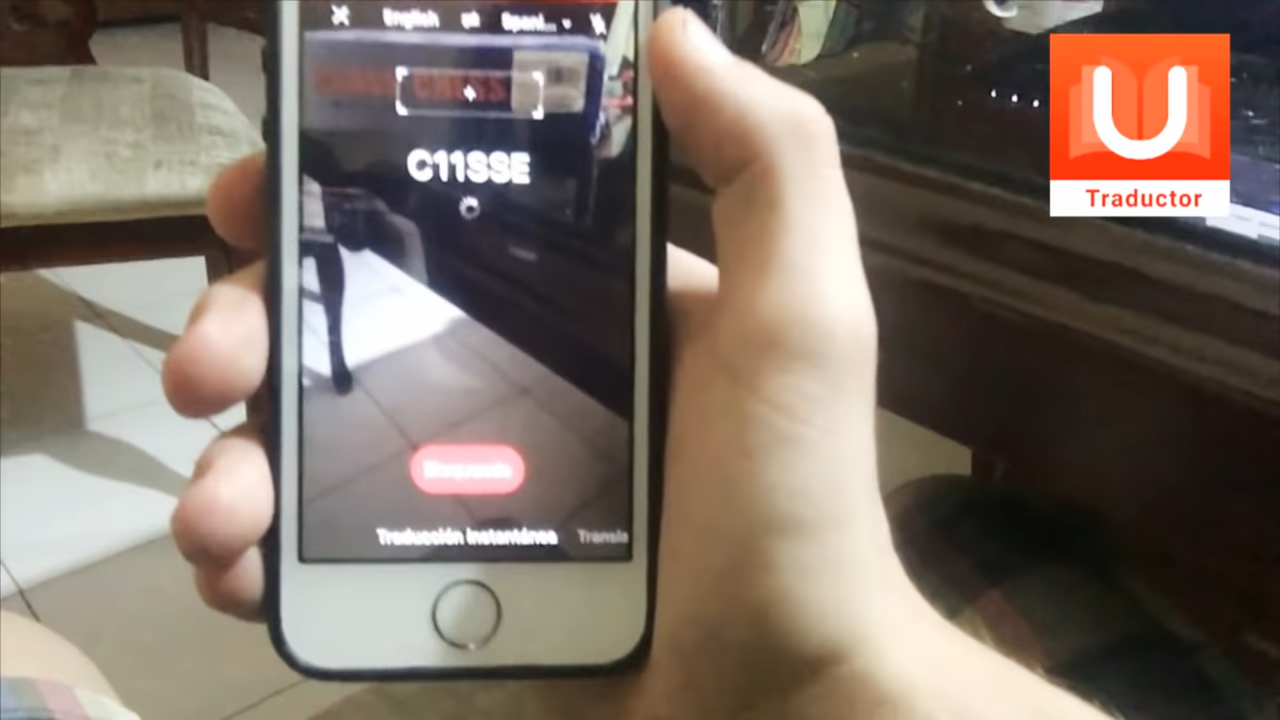 English
Spani...
C11SSE
Traducción instantánea
Transla
U
Traductor